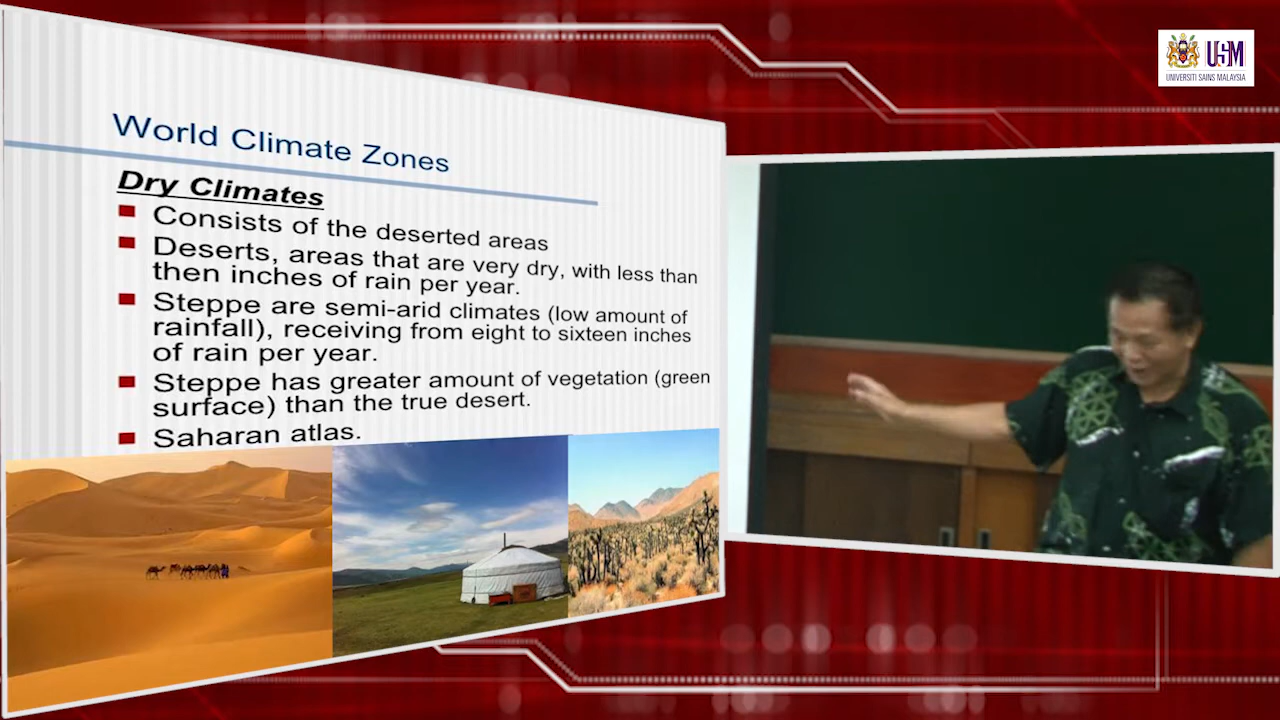 World Climate Zones
Dry Climates
Consists of the deserted areas
Deserts, areas that are very dry, with less than
then inches of rain per year.
Steppe are semi-arid climates (low amount of
rainfall), receiving from eight to sixteen inches
of rain per year.
Steppe has greater amount of vegetation (green
surface) than the true desert.
Saharan atlas.
USM
UNIVERSITI SAINS MALAYSIA